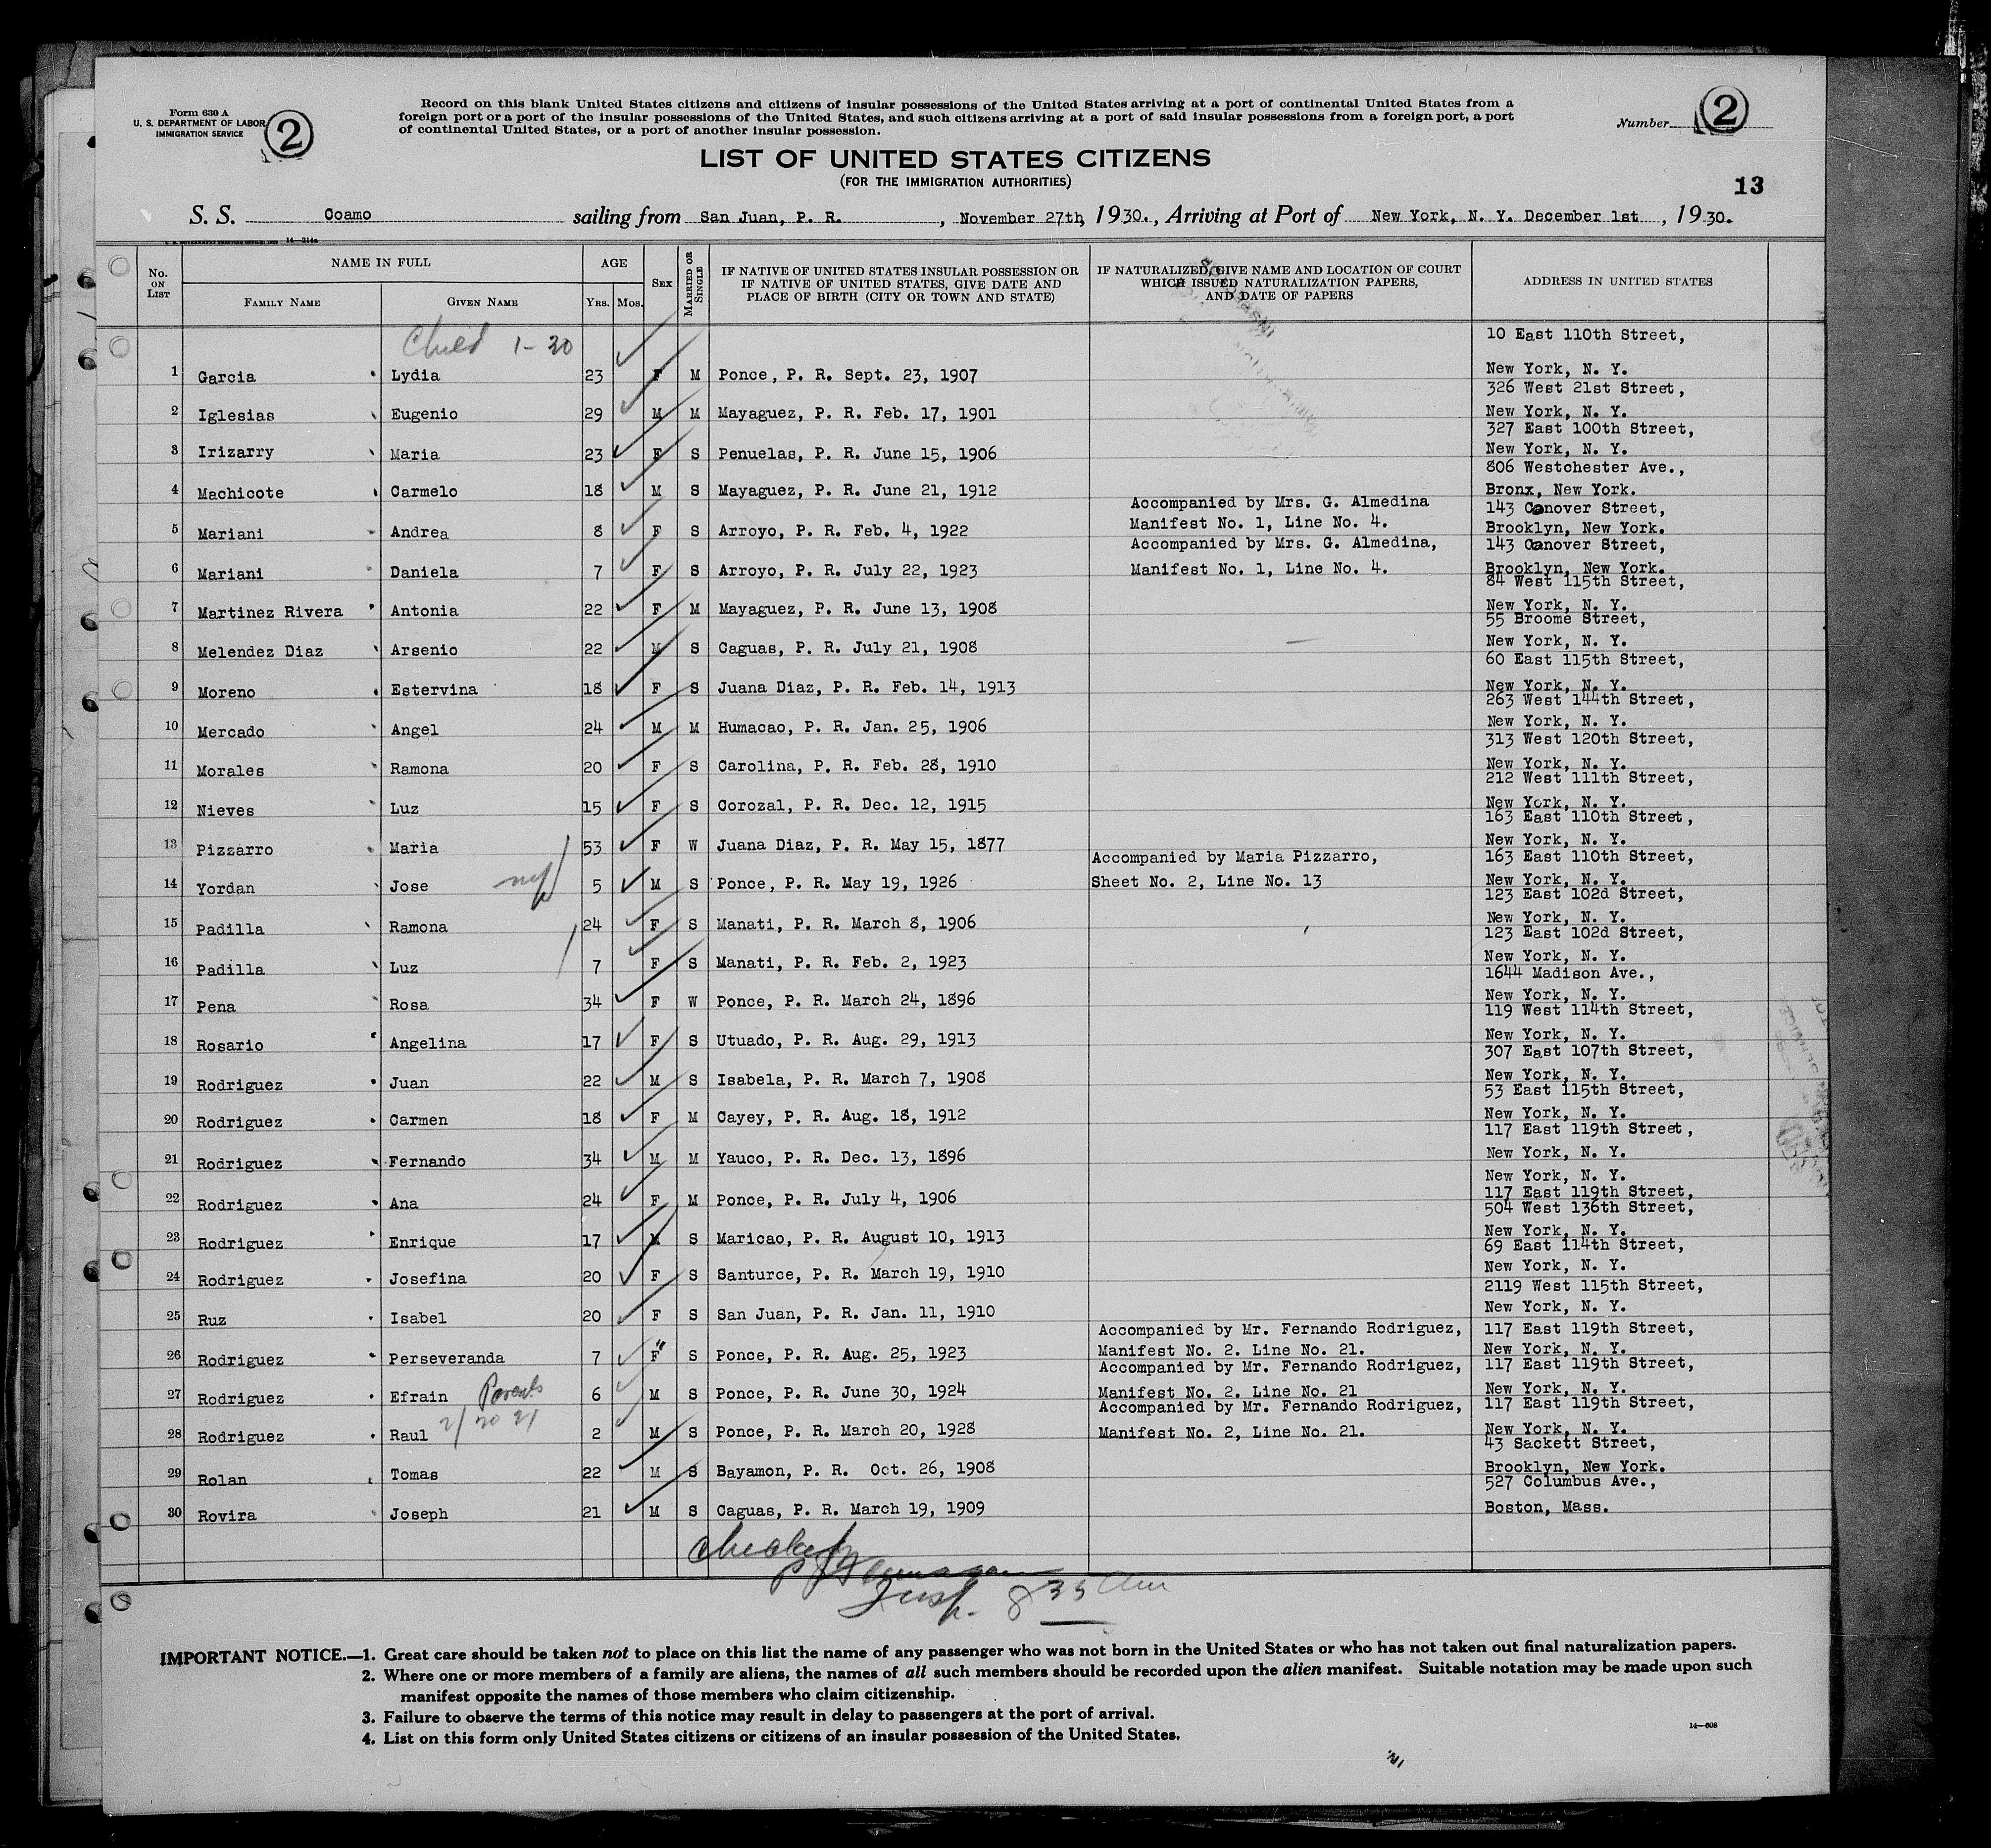 Form 630 A
U. S. DEPARTMENT OF LABOR
IMMIGRATION SERVICE
2
Record on this blank United States citizens and citizens of insular possessions of the United States arriving at a port of continental United States from a
foreign port or a port of the insular possessions of the United States, and such citizens arriving at a port of said insular possessions from a foreign port, a port
of continental United States, or a port of another insular possession.
Number 2
LIST OF UNITED STATES CITIZENS
(FOR THE IMMIGRATION AUTHORITIES)
13
S. S. Coamo sailing from San Juan, P. R. , November 27th, 1930., Arriving at Port of New York, N. Y. December 1st , 1930.
No. ON LIST
NAME IN FULL
FAMILY NAME
GIVEN NAME
AGE
YRS. MOS.
SEX
MARRIED OR SINGLE
IF NATIVE OF UNITED STATES INSULAR POSSESSION OR
IF NATIVE OF UNITED STATES, GIVE DATE AND
PLACE OF BIRTH (CITY OR TOWN AND STATE)
IF NATURALIZED, GIVE NAME AND LOCATION OF COURT
WHICH ISSUED NATURALIZATION PAPERS,
AND DATE OF PAPERS
ADDRESS IN UNITED STATES
Child 1-30
10 East 110th Street,
1 Garcia Lydia 23 F M Ponce, P. R. Sept. 23, 1907 New York, N. Y.
326 West 21st Street,
2 Iglesias Eugenio 29 M M Mayaguez, P. R. Feb. 17, 1901 New York, N. Y.
327 East 100th Street,
3 Irizarry Maria 23 F S Penuelas, P. R. June 15, 1906 New York, N. Y.
806 Westchester Ave.,
4 Machicote Carmelo 18 M S Mayaguez, P. R. June 21, 1912 Bronx, New York.
Accompanied by Mrs. G. Almedina 143 Conover Street,
5 Mariani Andrea 8 F S Arroyo, P. R. Feb. 4, 1922 Manifest No. 1, Line No. 4. Brooklyn, New York.
Accompanied by Mrs. G. Almedina, 143 Conover Street,
6 Mariani Daniela 7 F S Arroyo, P. R. July 22, 1923 Manifest No. 1, Line No. 4. Brooklyn, New York.
84 West 115th Street,
7 Martinez Rivera Antonia 22 F M Mayaguez, P. R. June 13, 1908 New York, N. Y.
55 Broome Street,
8 Melendez Diaz Arsenio 22 M S Caguas, P. R. July 21, 1908 New York, N. Y.
60 East 115th Street,
9 Moreno Estervina 18 F S Juana Diaz, P. R. Feb. 14, 1913 New York, N. Y.
263 West 144th Street,
10 Mercado Angel 24 M M Humacao, P. R. Jan. 25, 1906 New York, N. Y.
313 West 120th Street,
11 Morales Ramona 20 F S Carolina, P. R. Feb. 28, 1910 New York, N. Y.
212 West 111th Street,
12 Nieves Luz 15 F S Corozal, P. R. Dec. 12, 1915 New York, N. Y.
163 East 110th Street,
13 Pizzarro Maria 53 F W Juana Diaz, P. R. May 15, 1877 New York, N. Y.
Accompanied by Maria Pizzarro, 163 East 110th Street,
14 Yordan Jose 5 M S Ponce, P. R. May 19, 1926 Sheet No. 2, Line No. 13 New York, N. Y.
123 East 102d Street,
15 Padilla Ramona 24 F S Manati, P. R. March 8, 1906 New York, N. Y.
123 East 102d Street,
16 Padilla Luz 7 F S Manati, P. R. Feb. 2, 1923 New York, N. Y.
1644 Madison Ave.,
17 Pena Rosa 34 F W Ponce, P. R. March 24, 1896 New York, N. Y.
119 West 114th Street,
18 Rosario Angelina 17 F S Utuado, P. R. Aug. 29, 1913 New York, N. Y.
307 East 107th Street,
19 Rodriguez Juan 22 M S Isabela, P. R. March 7, 1908 New York, N. Y.
53 East 115th Street,
20 Rodriguez Carmen 18 F M Cayey, P. R. Aug. 18, 1912 New York, N. Y.
117 East 119th Street,
21 Rodriguez Fernando 34 M M Yauco, P. R. Dec. 13, 1896 New York, N. Y.
New York, N. Y.
22 Rodriguez Ana 24 F M Ponce, P. R. July 4, 1906 117 East 119th Street,
504 West 136th Street,
23 Rodriguez Enrique 17 M S Maricao, P. R. August 10, 1913 New York, N. Y.
69 East 114th Street,
24 Rodriguez Josefina 20 F S Santurce, P. R. March 19, 1910 New York, N. Y.
2119 West 115th Street,
25 Ruz Isabel 20 F S San Juan, P. R. Jan. 11, 1910 New York, N. Y.
Accompanied by Mr. Fernando Rodriguez, 117 East 119th Street,
26 Rodriguez Perseveranda 7 F S Ponce, P. R. Aug. 25, 1923 Manifest No. 2. Line No. 21. New York, N. Y.
Accompanied by Mr. Fernando Rodriguez, 117 East 119th Street,
27 Rodriguez Efrain Parents 6 M S Ponce, P. R. June 30, 1924 Manifest No. 2. Line No. 21 New York, N. Y.
2/20 21 Accompanied by Mr. Fernando Rodriguez, 117 East 119th Street,
28 Rodriguez Raul 2 M S Ponce, P. R. March 20, 1928 Manifest No. 2, Line No. 21. New York, N. Y.
43 Sackett Street,
29 Rolan Tomas 22 M S Bayamon, P. R. Oct. 26, 1908 Brooklyn, New York.
527 Columbus Ave.,
30 Rovira Joseph 21 M S Caguas, P. R. March 19, 1909 Boston, Mass.
Insp. 8 35 am
IMPORTANT NOTICE.—1. Great care should be taken not to place on this list the name of any passenger who was not born in the United States or who has not taken out final naturalization papers.
2. Where one or more members of a family are aliens, the names of all such members should be recorded upon the alien manifest. Suitable notation may be made upon such
manifest opposite the names of those members who claim citizenship.
3. Failure to observe the terms of this notice may result in delay to passengers at the port of arrival.
4. List on this form only United States citizens or citizens of an insular possession of the United States.
14—608